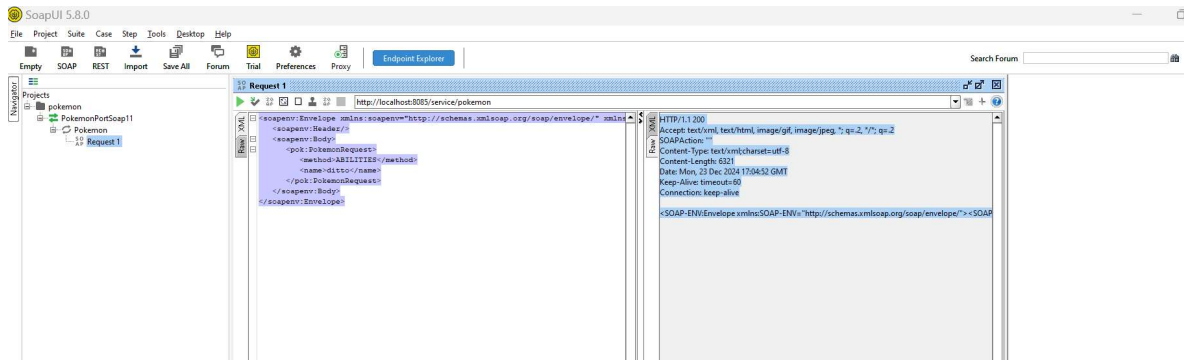 SoapUI 5.8.0
File Project Suite Case Step Tools Desktop Help
Empty SOAP REST Import Save All Forum Trial Preferences Proxy Endpoint Explorer Search Forum
Navigator
Projects
pokemon
PokemonPortSoap11
Pokemon
Request 1
Request 1
http://localhost:8085/service/pokemon
XML
Raw
<soapenv:Envelope xmlns:soapenv="http://schemas.xmlsoap.org/soap/envelope/" xmlns
<soapenv:Header/>
<soapenv:Body>
<pok:PokemonRequest>
<method>ABILITIES</method>
<name>ditto</name>
</pok:PokemonRequest>
</soapenv:Body>
</soapenv:Envelope>
XML
Raw
HTTP/1.1 200
Accept: text/xml, text/html, image/gif, image/jpeg, *; q=.2, */*; q=.2
SOAPAction: ""
Content-Type: text/xml;charset=utf-8
Content-Length: 6321
Date: Mon, 23 Dec 2024 17:04:52 GMT
Keep-Alive: timeout=60
Connection: keep-alive
<SOAP-ENV:Envelope xmlns:SOAP-ENV="http://schemas.xmlsoap.org/soap/envelope/"><SOAP